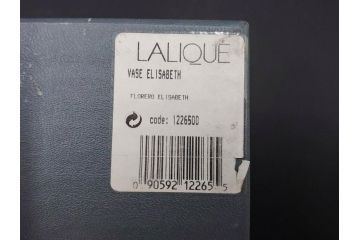 LALIQUE
VASE ELISABETH
FLORERO ELISABETH
code: 1226500
0 90592 12265 5